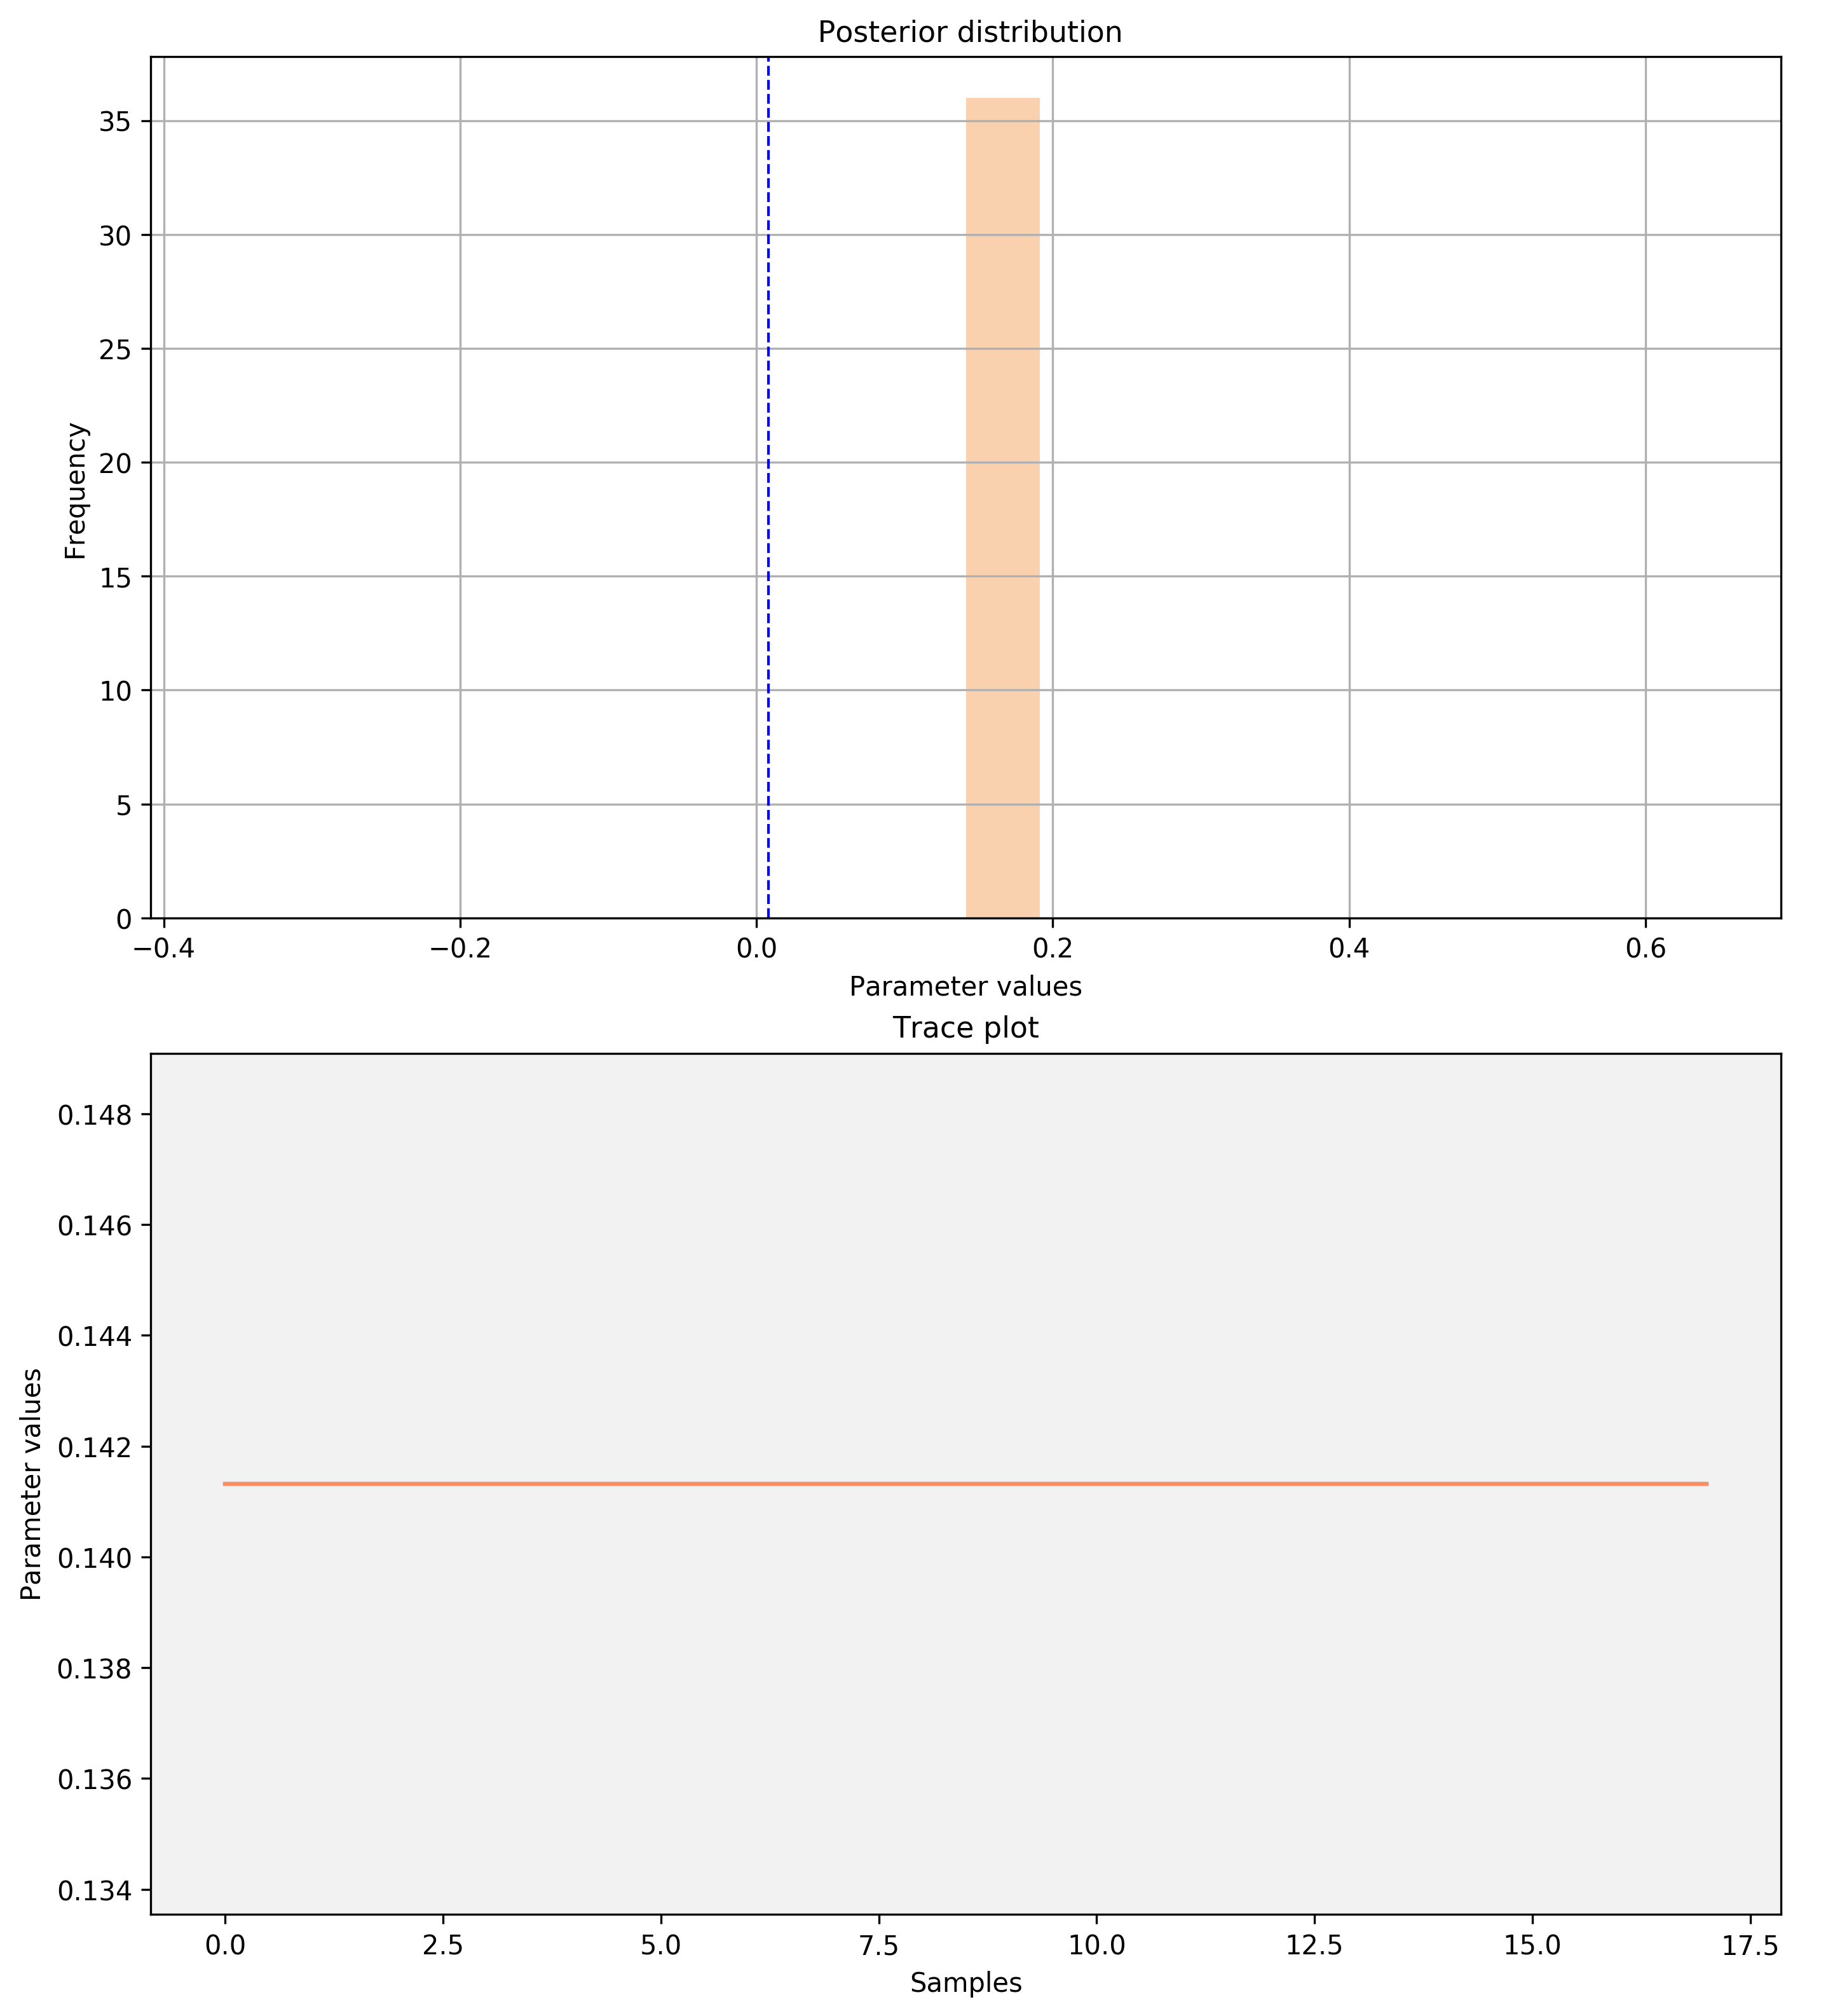 Posterior distribution
35
30
25
20
15
10
5
0
Frequency
−0.4 −0.2 0.0 0.2 0.4 0.6
Parameter values
Trace plot
0.148
0.146
0.144
0.142
0.140
0.138
0.136
0.134
Parameter values
0.0 2.5 5.0 7.5 10.0 12.5 15.0 17.5
Samples